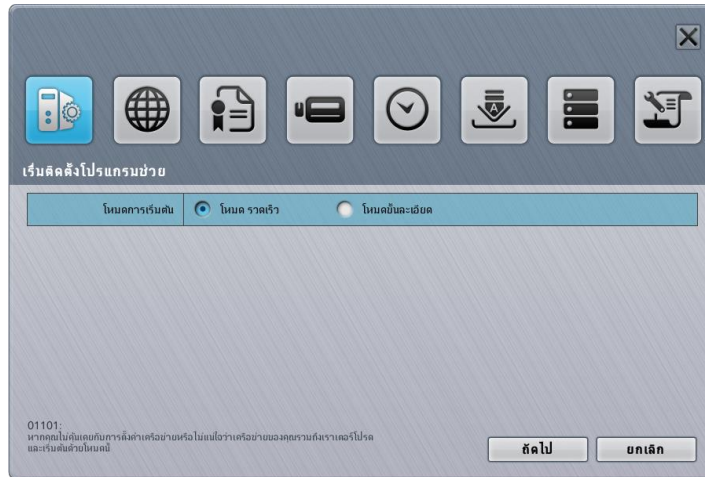 เริ่มติดตั้งโปรแกรมช่วย
โหมดการเริ่มต้น โหมด รวดเร็ว โหมดขั้นละเอียด
01101:
หากคุณไม่คุ้นเคยกับการตั้งค่าเครือข่ายหรือไม่แน่ใจว่าเครือข่ายของคุณรวมถึงเราเตอร์โปรด
และเริ่มต้นด้วยโหมดนี้
ถัดไป ยกเลิก